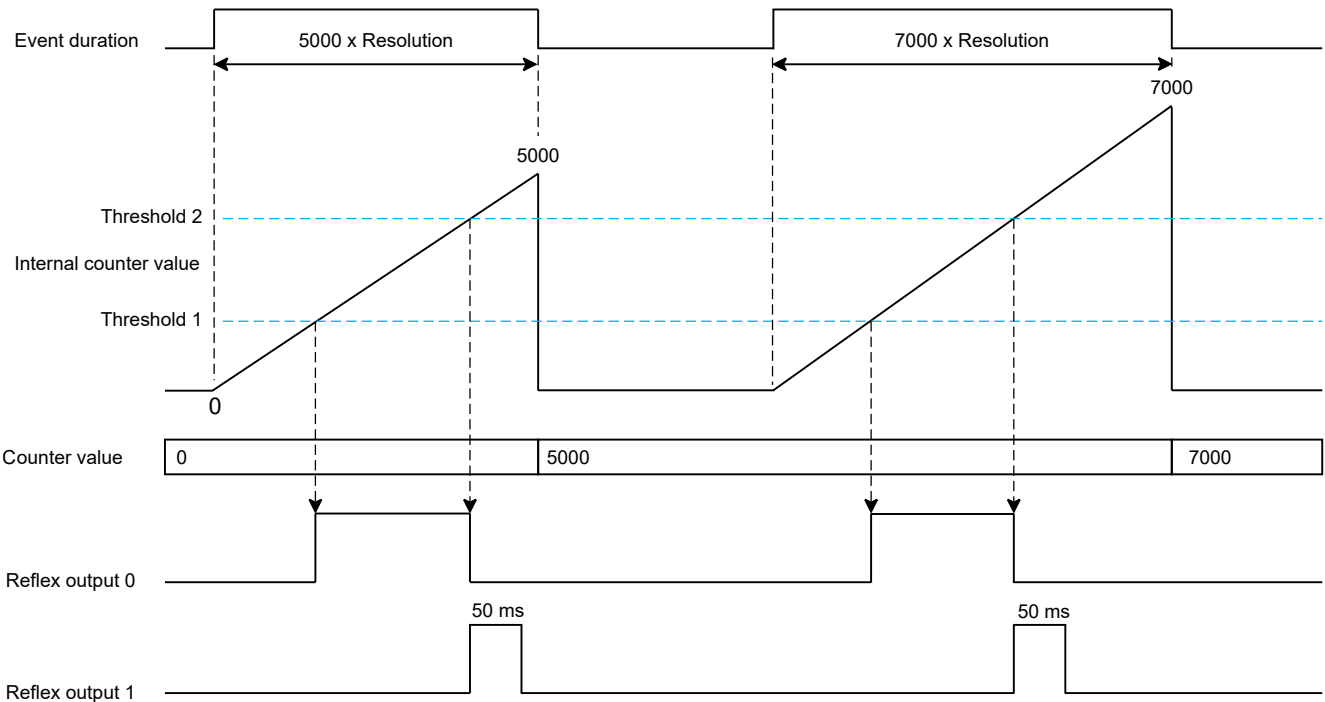 Event duration
5000 x Resolution
7000 x Resolution
7000
5000
Threshold 2
Internal counter value
Threshold 1
0
Counter value
0
5000
7000
Reflex output 0
50 ms
50 ms
Reflex output 1